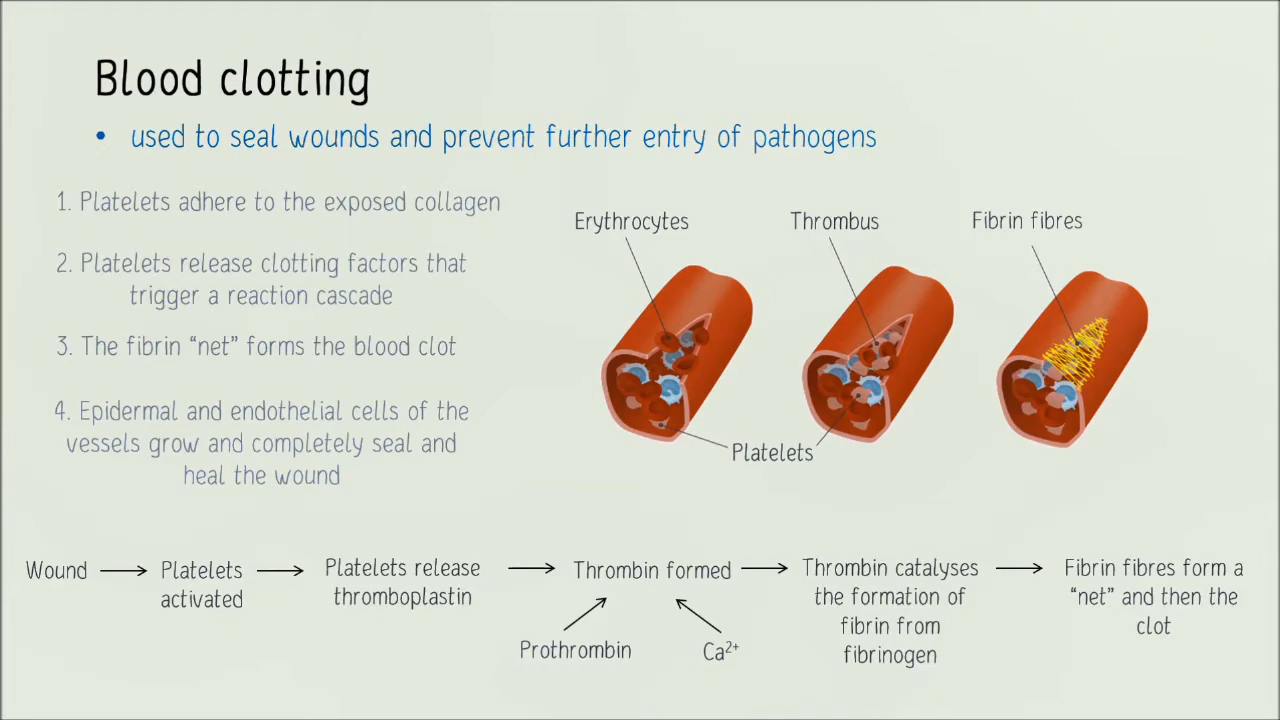 Blood clotting
• used to seal wounds and prevent further entry of pathogens
1. Platelets adhere to the exposed collagen
2. Platelets release clotting factors that
trigger a reaction cascade
3. The fibrin “net” forms the blood clot
4. Epidermal and endothelial cells of the
vessels grow and completely seal and
heal the wound
Erythrocytes
Thrombus
Fibrin fibres
Platelets
Wound
Platelets
activated
Platelets release
thromboplastin
Thrombin formed
Prothrombin
Ca²⁺
Thrombin catalyses
the formation of
fibrin from
fibrinogen
Fibrin fibres form a
“net” and then the
clot